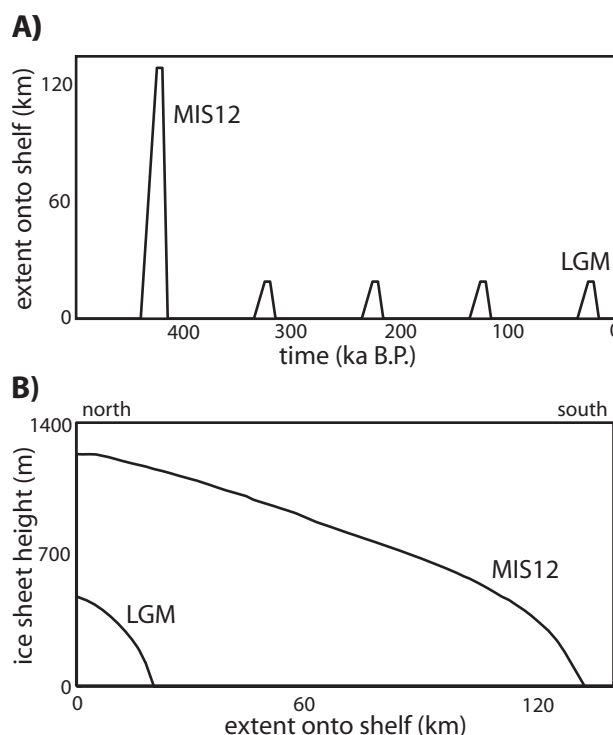 A)
120
60
0
extent onto shelf (km)
MIS12
LGM
400 300 200 100 0
time (ka B.P.)
B)
north south
1400
700
0
ice sheet height (m)
MIS12
LGM
0 60 120
extent onto shelf (km)